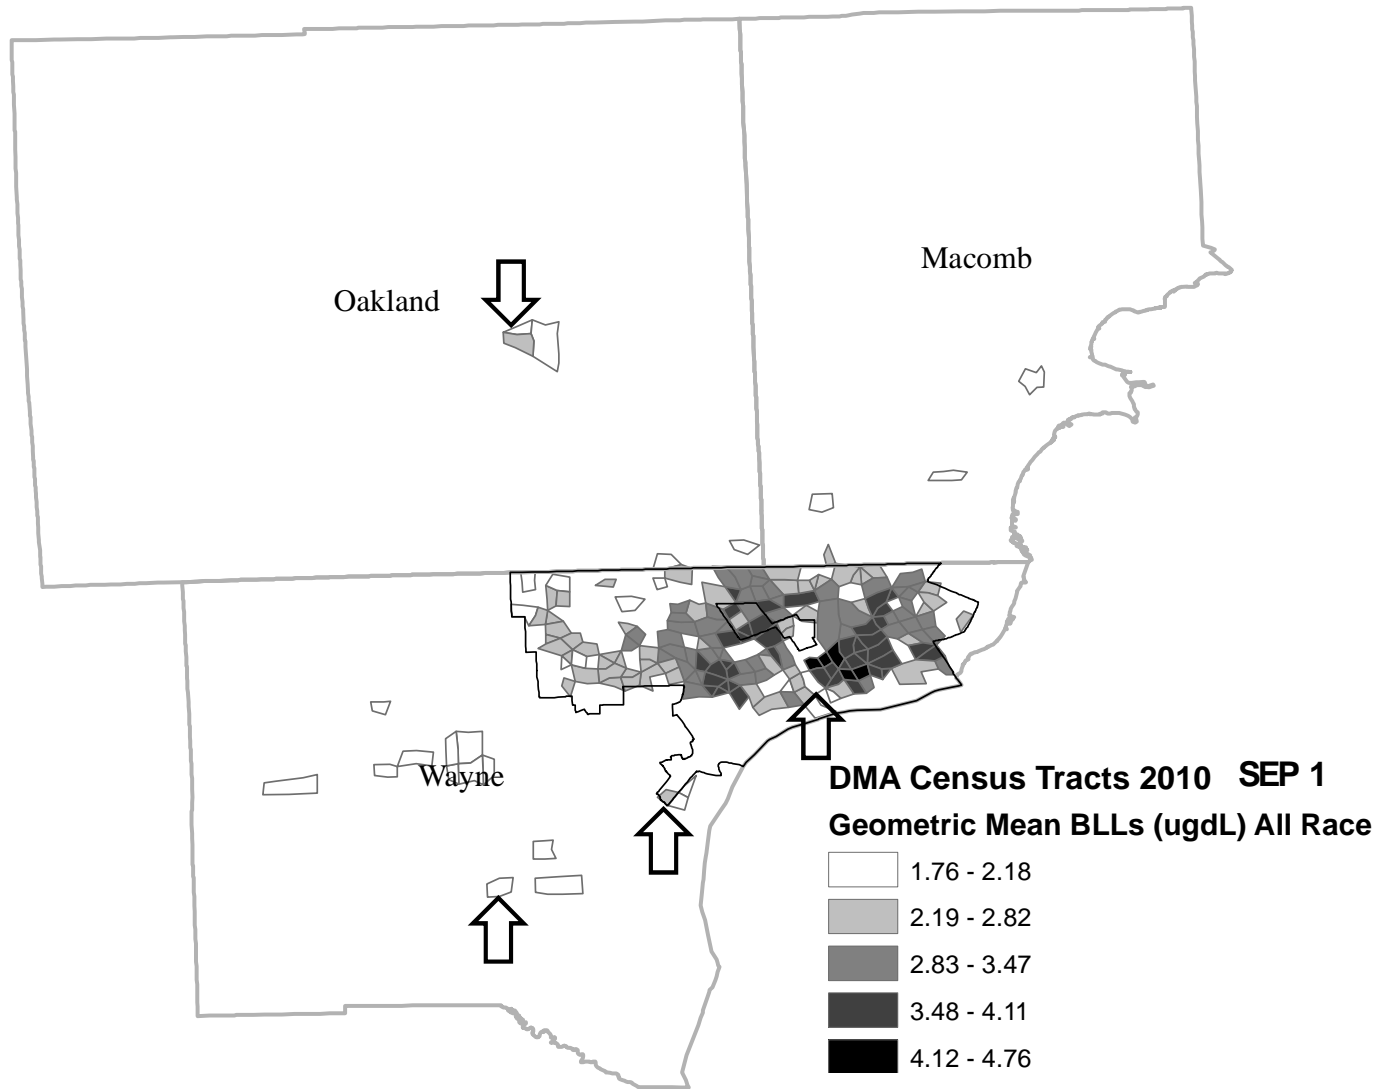 Macomb
Oakland
Wayne
DMA Census Tracts 2010 SEP 1
Geometric Mean BLLs (ugdL) All Race
1.76 - 2.18
2.19 - 2.82
2.83 - 3.47
3.48 - 4.11
4.12 - 4.76